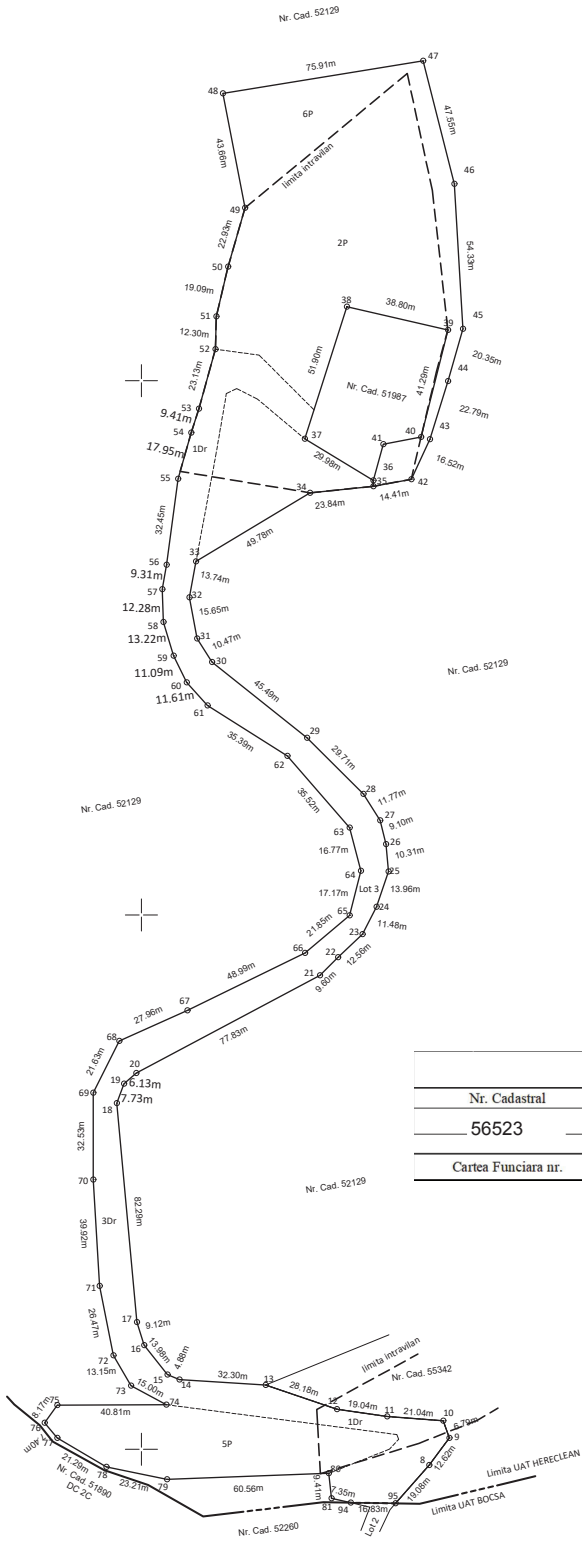 Nr. Cad. 52129
47
75.91m
48
6P
47.55m
limita intravilan
43.66m
46
49
22.93m
2P
54.33m
50
19.09m
38
38.80m
51
39
45
12.30m
52
20.35m
51.90m
41.29m
44
23.13m
Nr. Cad. 51987
22.79m
53
9.41m
54
37
41
40
43
17.95m
1Dr
29.98m
36
16.52m
55
34
35
42
23.84m
14.41m
32.45m
49.78m
56
33
9.31m
13.74m
57
32
12.28m
15.65m
58
13.22m
31
10.47m
59
30
11.09m
Nr. Cad. 52129
60
11.61m
45.49m
61
29
35.39m
29.71m
62
28
35.52m
11.77m
Nr. Cad. 52129
27
63
9.10m
26
16.77m
10.31m
64
25
Lot 3
13.96m
17.17m
24
65
11.48m
21.85m
23
66
22
12.56m
21
9.60m
48.99m
67
27.96m
77.83m
68
20
21.63m
19
6.13m
69
7.73m
18
Nr. Cadastral
56523
32.53m
Cartea Funciara nr.
70
Nr. Cad. 52129
82.29m
39.92m
3Dr
71
26.47m
17
9.12m
16
72
13.98m
limita intravilan
13.15m
15
4.88m
14
32.30m
13
73
15.00m
28.18m
Nr. Cad. 55342
75
74
12
19.04m
11
21.04m
10
40.81m
8.17m
1Dr
6.79m
76
9
7.40m
77
5P
12.62m
21.29m
8
Nr. Cad. 51890
DC 2C
78
80
23.21m
79
60.56m
9.41m
19.08m
Limita UAT HERECLEAN
7.35m
81
94
16.83m
95
Limita UAT BOCSA
Lot 2
Nr. Cad. 52260